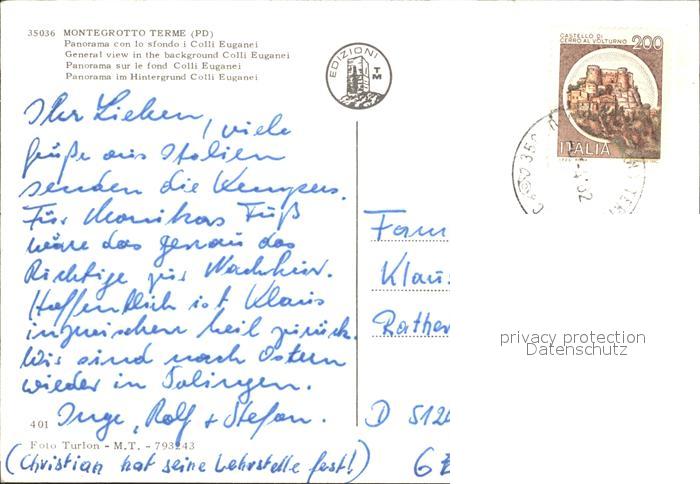 35036 MONTEGROTTO TERME (PD)
Panorama con lo sfondo i Colli Euganei
General view in the background Colli Euganei
Panorama sur le fond Colli Euganei
Panorama im Hintergrund Colli Euganei
EDIZIONI
TM
CASTELLO DI
CERRO AL VOLTURNO
200
ITALIA
Ihr Lieben, viele
Grüße aus Italien
senden die Kempers.
Für Monikas Fuß
wäre das genau das
Richtige zur Nachkur.
Hoffentlich ist Klaus
inzwischen heil zurück.
Wir sind nach Ostern
wieder in Solingen.
Inge, Rolf + Stefan.
(Christian hat seine Lehrstelle fest!)
Fam
Klaus
Rather
D 512
6
401
Foto Turlon - M.T. - 793243
privacy protection
Datenschutz